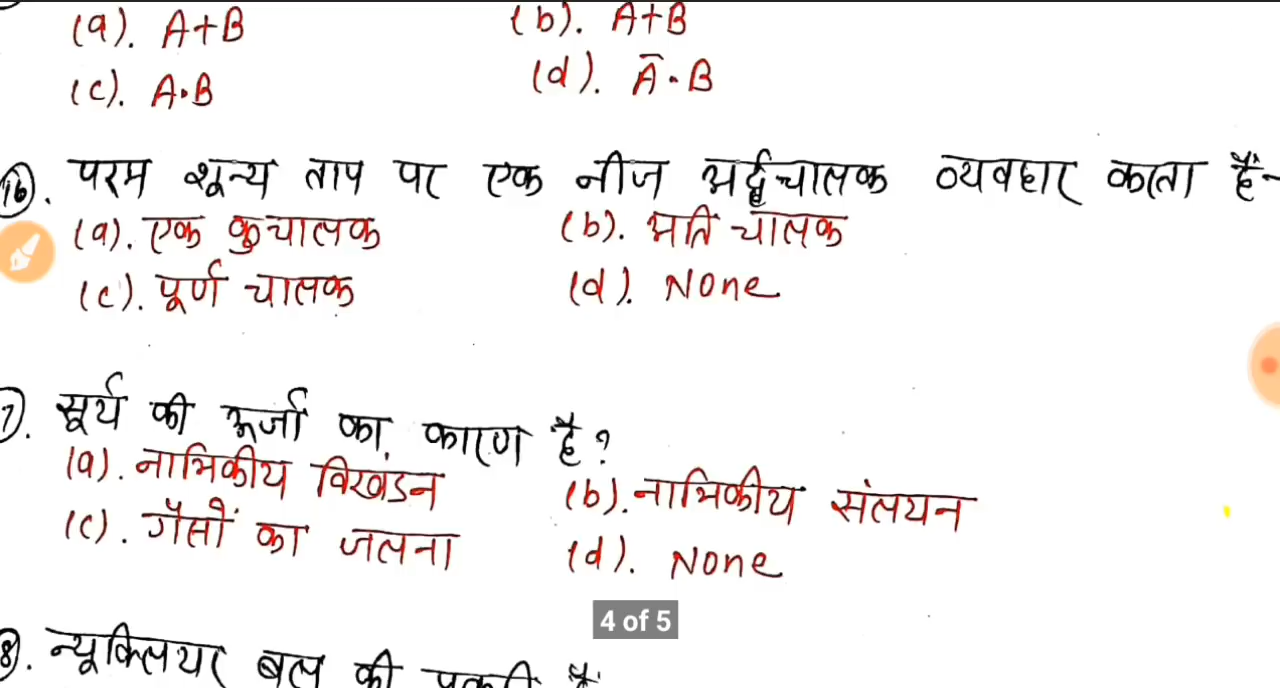 (a). A+B (b). A+B
(c). A.B (d). Ā.B
16. परम शून्य ताप पर एक नीज अर्द्धचालक व्यवहार करता है-
(a). एक कुचालक (b). अति चालक
(c). पूर्ण चालक (d). None
7. सूर्य की ऊर्जा का कारण है?
(a). नाभिकीय विखंडन (b). नाभिकीय संलयन
(c). गैसों का जलना (d). None
4 of 5
8. न्यूक्लियर बल की है